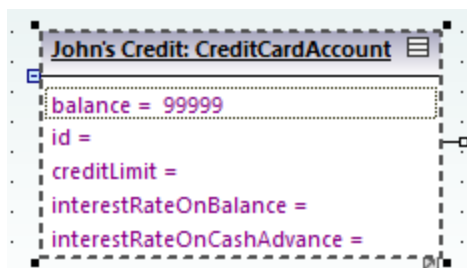 John's Credit: CreditCardAccount
balance = 99999
id =
creditLimit =
interestRateOnBalance =
interestRateOnCashAdvance =